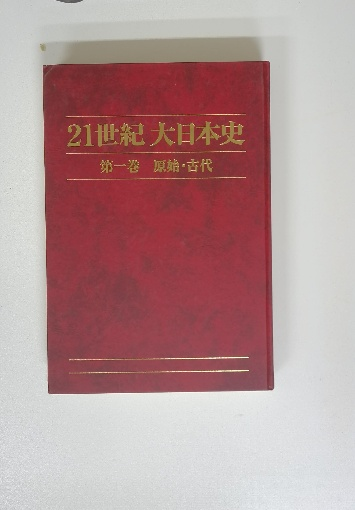 21世紀 大日本史
第一巻 原始・古代